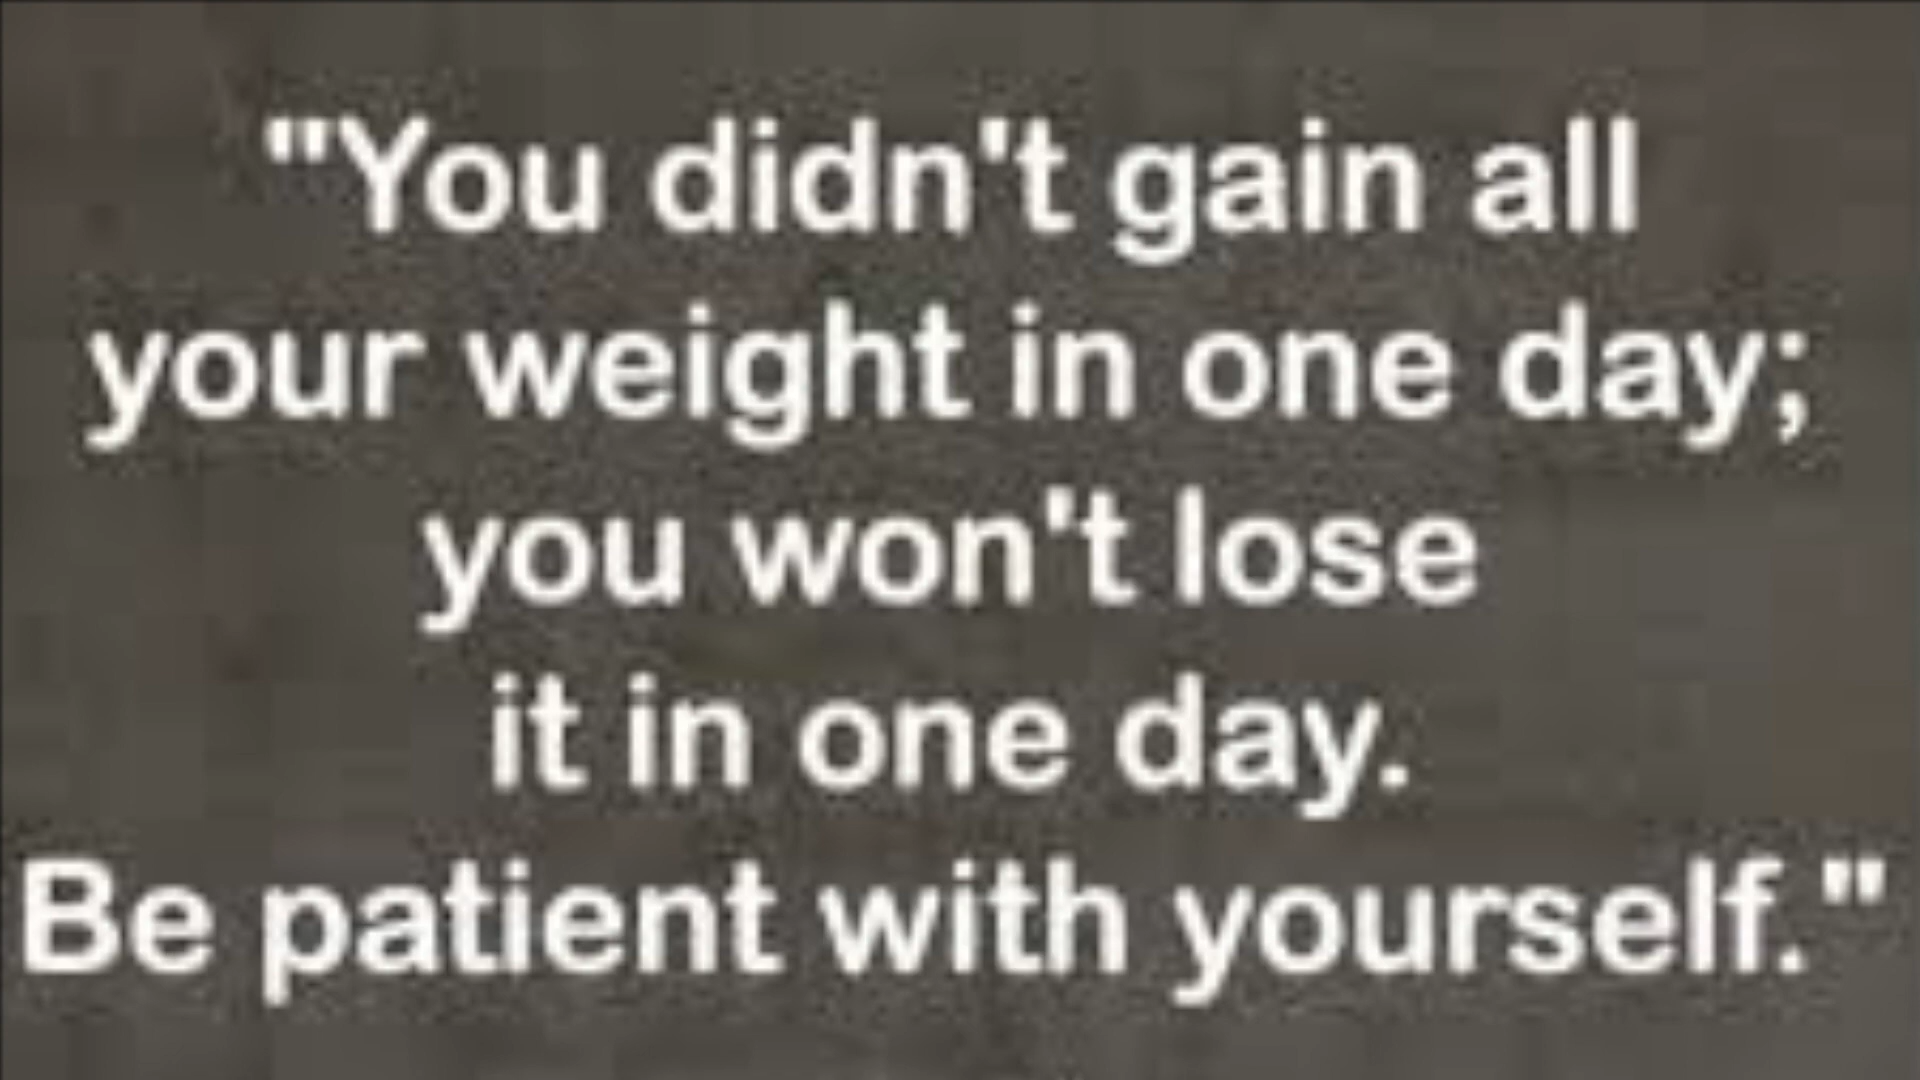 "You didn't gain all
your weight in one day;
you won't lose
it in one day.
Be patient with yourself."